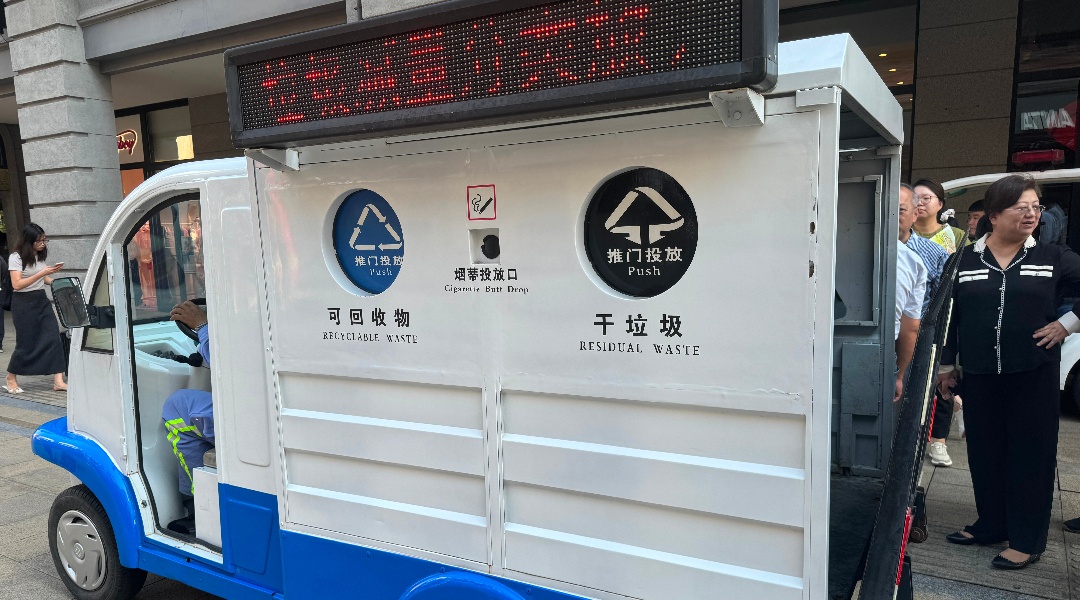 推门投放
Push
可回收物
RECYCLABLE WASTE
烟蒂投放口
Cigarette Butt Drop
推门投放
Push
干垃圾
RESIDUAL WASTE